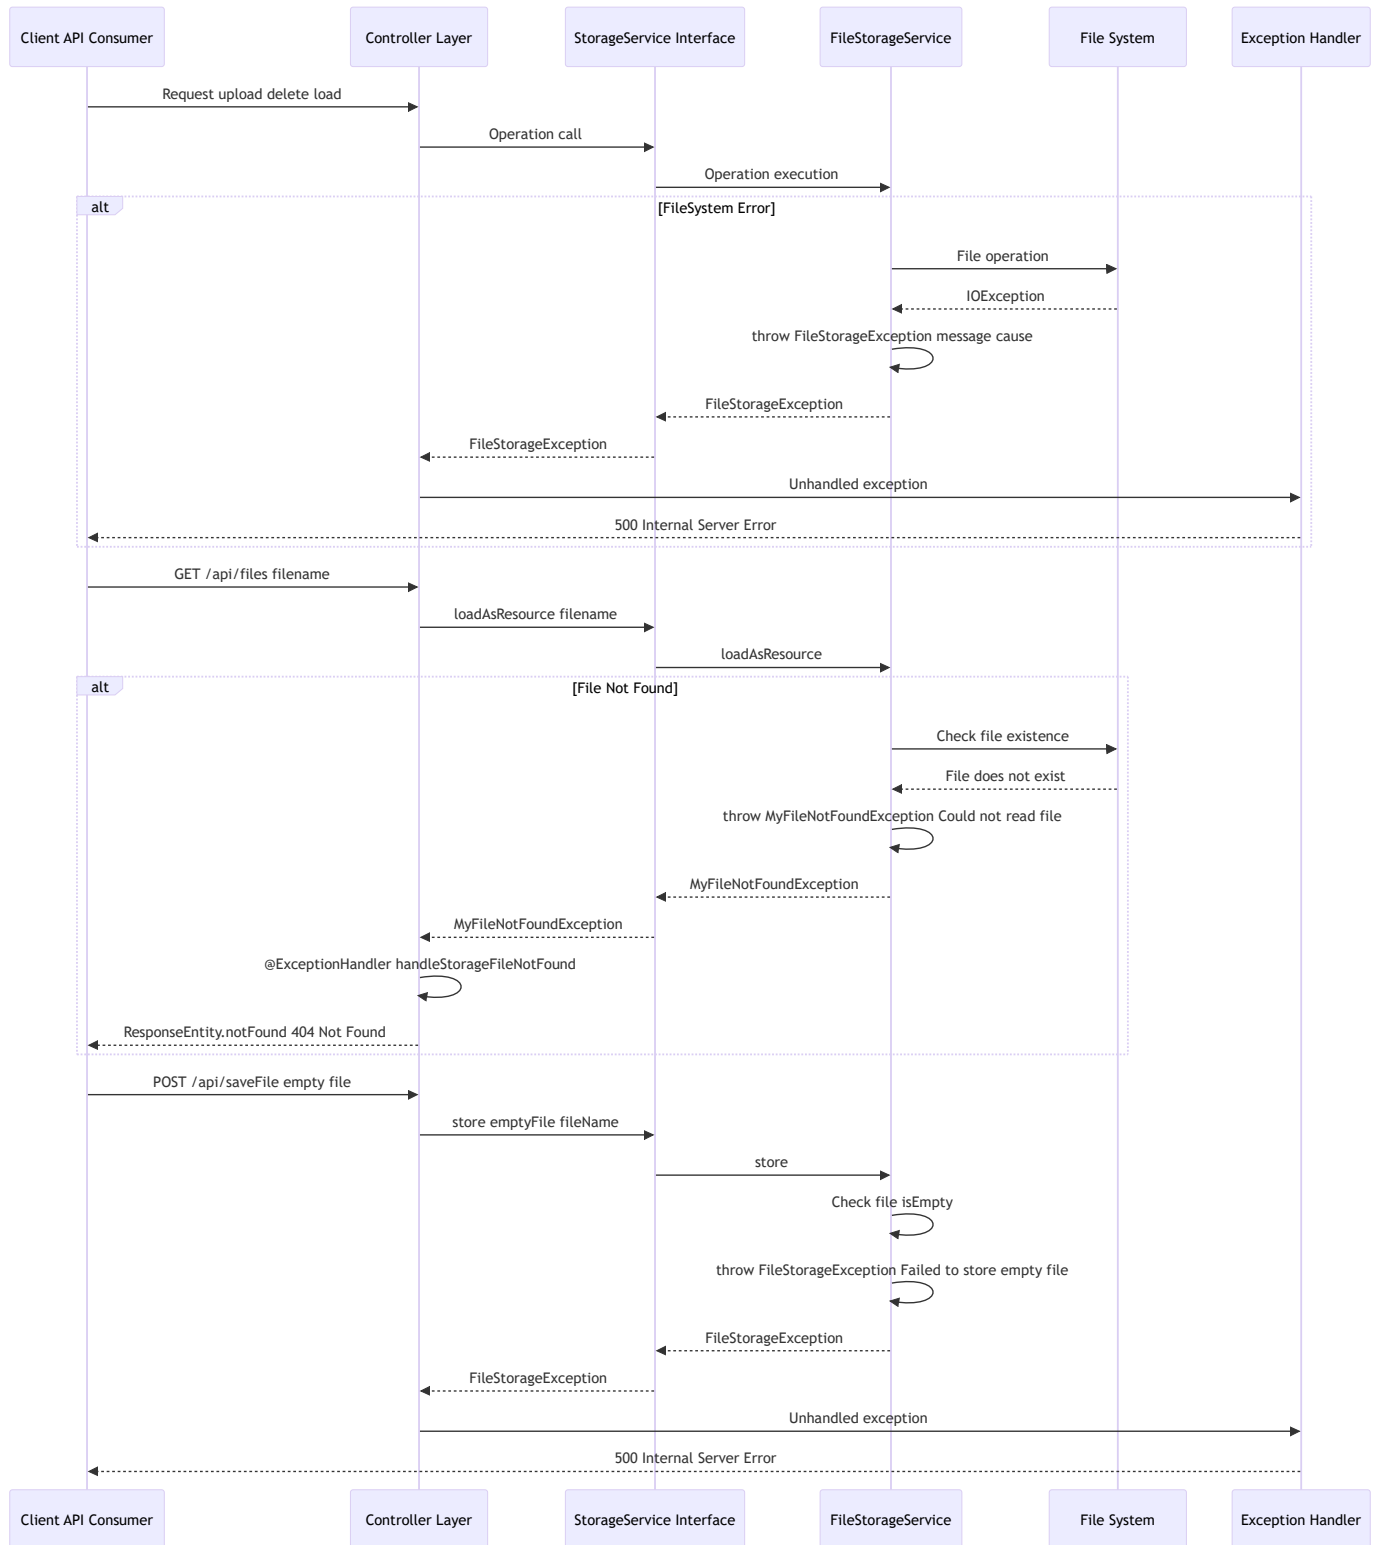 Client API Consumer
Controller Layer
StorageService Interface
FileStorageService
File System
Exception Handler
Request upload delete load
Operation call
Operation execution
alt
[FileSystem Error]
File operation
IOException
throw FileStorageException message cause
FileStorageException
FileStorageException
Unhandled exception
500 Internal Server Error
GET /api/files filename
loadAsResource filename
loadAsResource
alt
[File Not Found]
Check file existence
File does not exist
throw MyFileNotFoundException Could not read file
MyFileNotFoundException
MyFileNotFoundException
@ExceptionHandler handleStorageFileNotFound
ResponseEntity.notFound 404 Not Found
POST /api/saveFile empty file
store emptyFile fileName
store
Check file isEmpty
throw FileStorageException Failed to store empty file
FileStorageException
FileStorageException
Unhandled exception
500 Internal Server Error
Client API Consumer
Controller Layer
StorageService Interface
FileStorageService
File System
Exception Handler